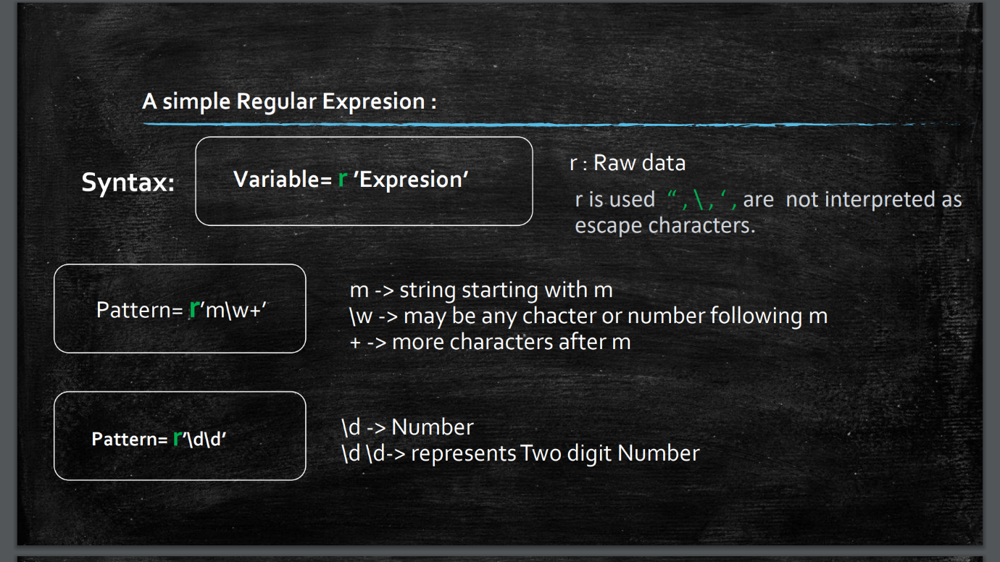 A simple Regular Expresion :
Syntax:
Variable= r ’Expresion’
r : Raw data
r is used “ , \ , ‘ , are not interpreted as
escape characters.
Pattern= r’m\w+’
m -> string starting with m
\w -> may be any chacter or number following m
+ -> more characters after m
Pattern= r’\d\d’
\d -> Number
\d \d-> represents Two digit Number